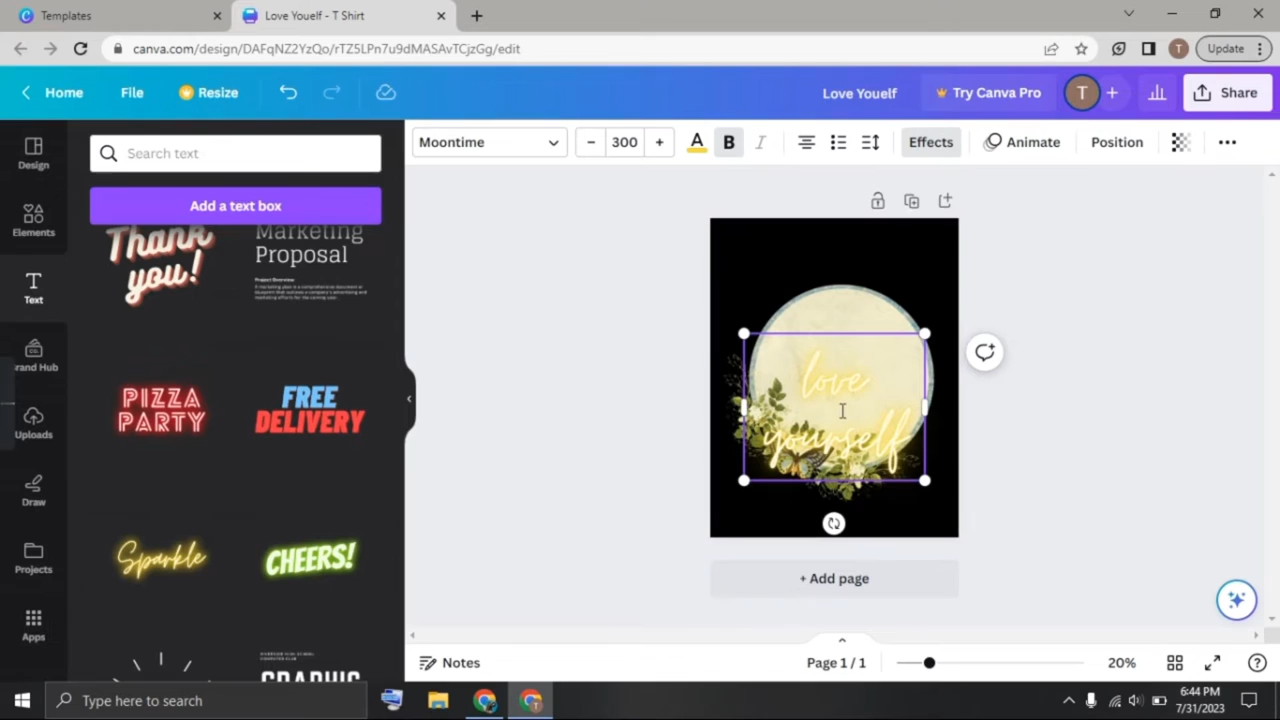 Templates
Love Youelf - T Shirt
canva.com/design/DAFqNZ2YzQo/rTZ5LPn7u9dMASAvTCjzGg/edit
T
Update
Home
File
Resize
Love Youelf
Try Canva Pro
T
Share
Design
Elements
Text
rand Hub
Uploads
Draw
Projects
Apps
Search text
Add a text box
Thank
you!
Marketing
Proposal
Project Overview
PIZZA
PARTY
FREE
DELIVERY
Sparkle
CHEERS!
GRAPHIC
Moontime
300
A
B
I
Effects
Animate
Position
love
yourself
+ Add page
Notes
Page 1 / 1
20%
Type here to search
6:44 PM
7/31/2023